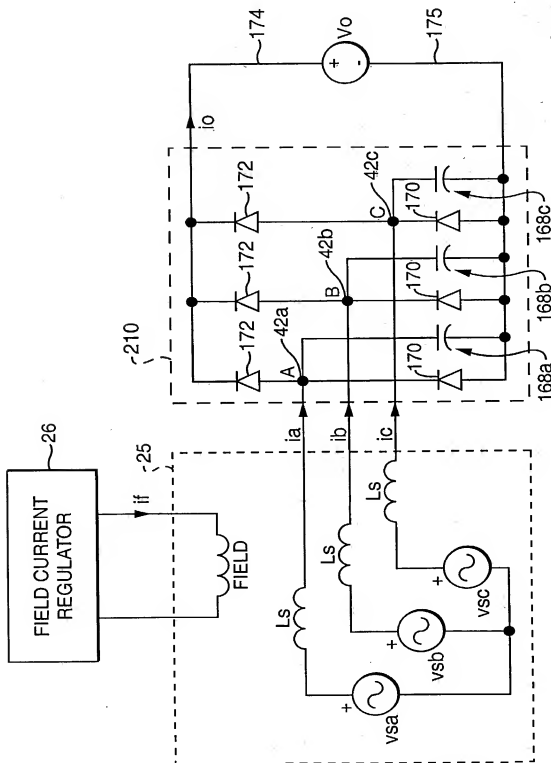 26
FIELD CURRENT
REGULATOR
if
FIELD
25
210
172
172
172
io
174
+
-
Vo
175
42a
42b
42c
A
B
C
170
170
170
168a
168b
168c
ia
ib
ic
Ls
Ls
Ls
+
+
+
vsa
vsb
vsc